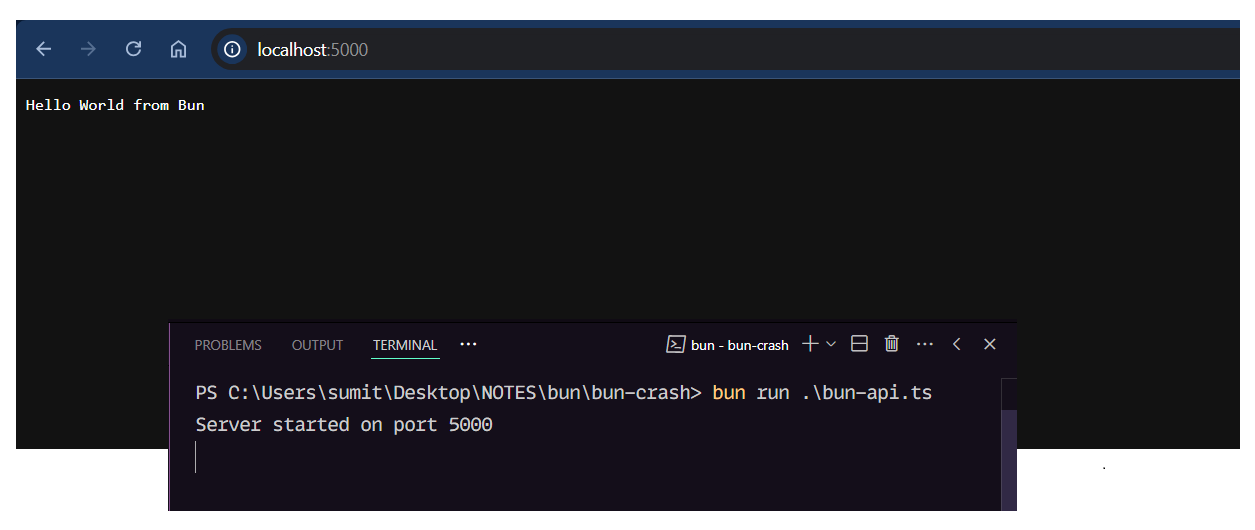 localhost:5000
Hello World from Bun
PROBLEMS OUTPUT TERMINAL ··· bun - bun-crash
PS C:\Users\sumit\Desktop\NOTES\bun\bun-crash> bun run .\bun-api.ts
Server started on port 5000
.